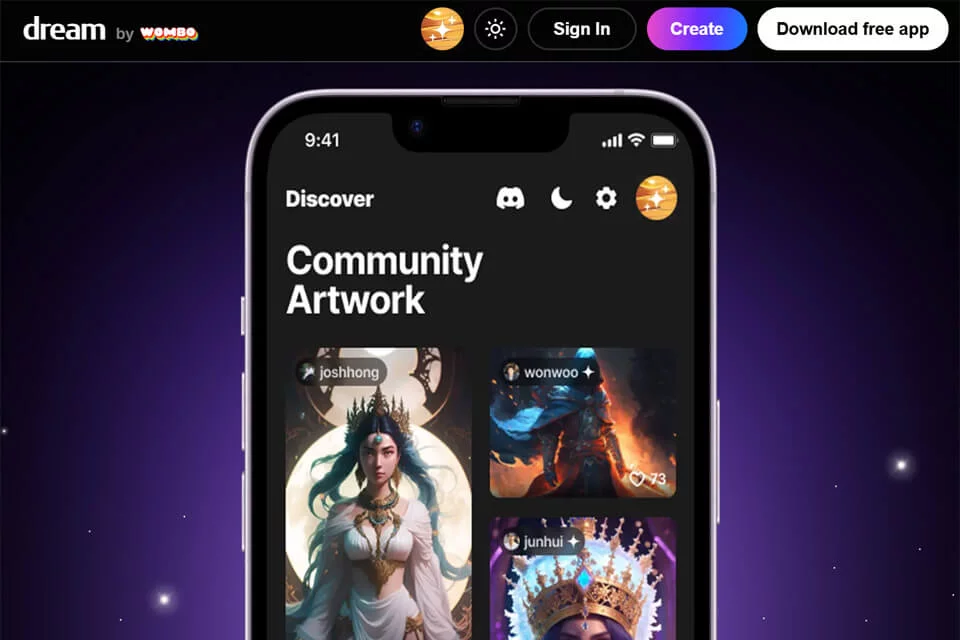 dream by WOMBO
Sign In
Create
Download free app
9:41
Discover
Community
Artwork
joshhong
wonwoo
73
junhui